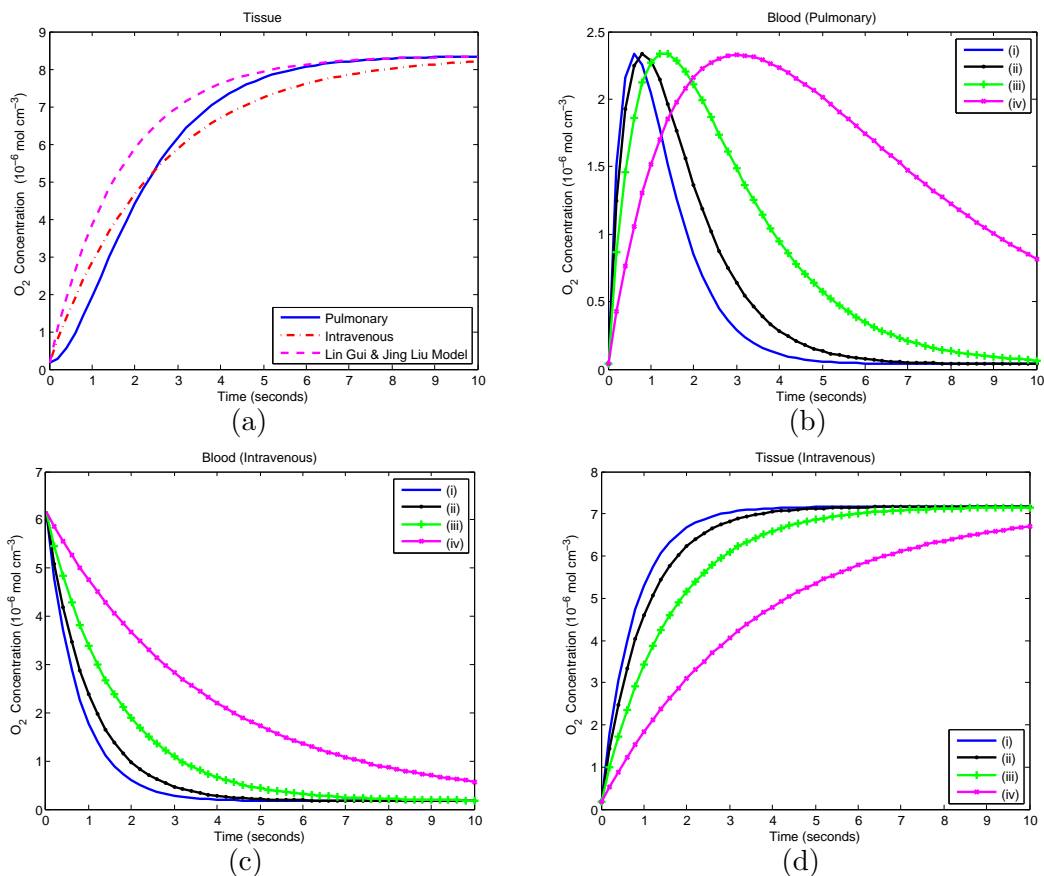 Tissue
O2 Concentration (10−6 mol cm−3)
9
8
7
6
5
4
3
2
1
0
0 1 2 3 4 5 6 7 8 9 10
Time (seconds)
Pulmonary
Intravenous
Lin Gui & Jing Liu Model
(a)
Blood (Pulmonary)
O2 Concentration (10−6 mol cm−3)
2.5
2
1.5
1
0.5
0
0 1 2 3 4 5 6 7 8 9 10
Time (seconds)
(i)
(ii)
(iii)
(iv)
(b)
Blood (Intravenous)
O2 Concentration (10−6 mol cm−3)
7
6
5
4
3
2
1
0
0 1 2 3 4 5 6 7 8 9 10
Time (seconds)
(i)
(ii)
(iii)
(iv)
(c)
Tissue (Intravenous)
O2 Concentration (10−6 mol cm−3)
8
7
6
5
4
3
2
1
0
0 1 2 3 4 5 6 7 8 9 10
Time (seconds)
(i)
(ii)
(iii)
(iv)
(d)